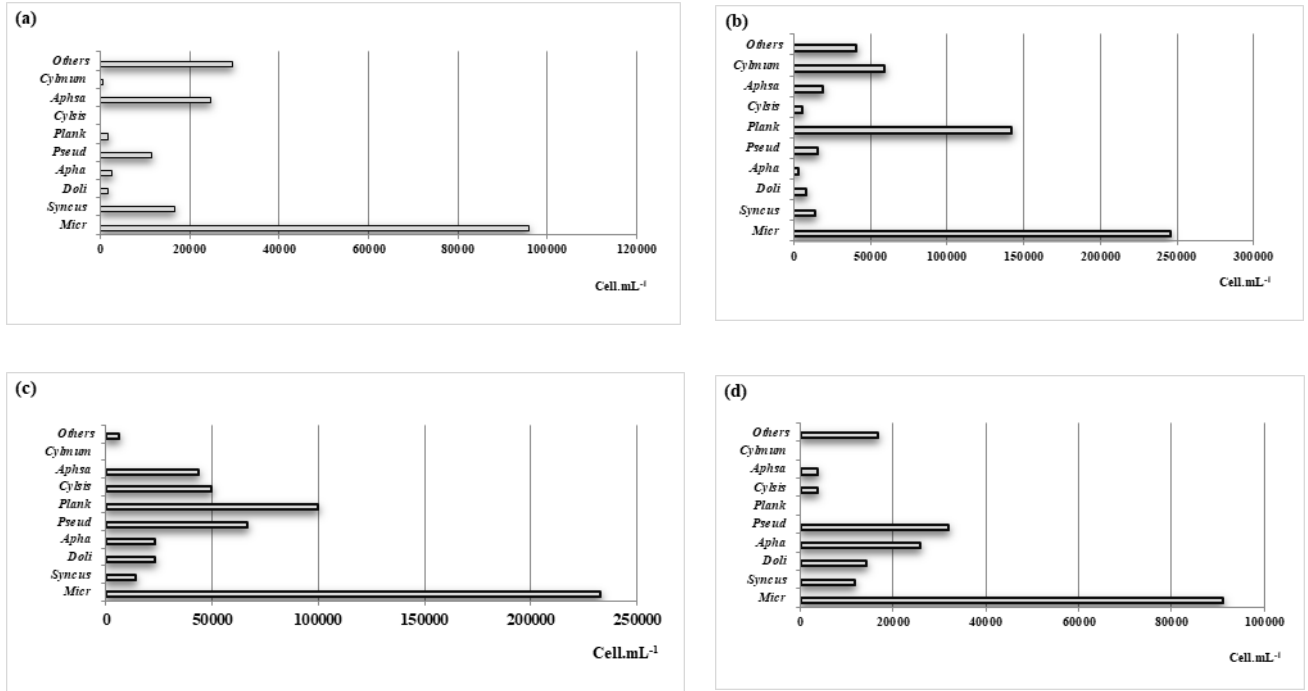 (a)
Others
Cylmum
Aphsa
Cylsis
Plank
Pseud
Apha
Doli
Syncus
Micr
0 20000 40000 60000 80000 100000 120000
Cell.mL⁻¹
(b)
Others
Cylmum
Aphsa
Cylsis
Plank
Pseud
Apha
Doli
Syncus
Micr
0 50000 100000 150000 200000 250000 300000
Cell.mL⁻¹
(c)
Others
Cylmum
Aphsa
Cylsis
Plank
Pseud
Apha
Doli
Syncus
Micr
0 50000 100000 150000 200000 250000
Cell.mL⁻¹
(d)
Others
Cylmum
Aphsa
Cylsis
Plank
Pseud
Apha
Doli
Syncus
Micr
0 20000 40000 60000 80000 100000
Cell.mL⁻¹